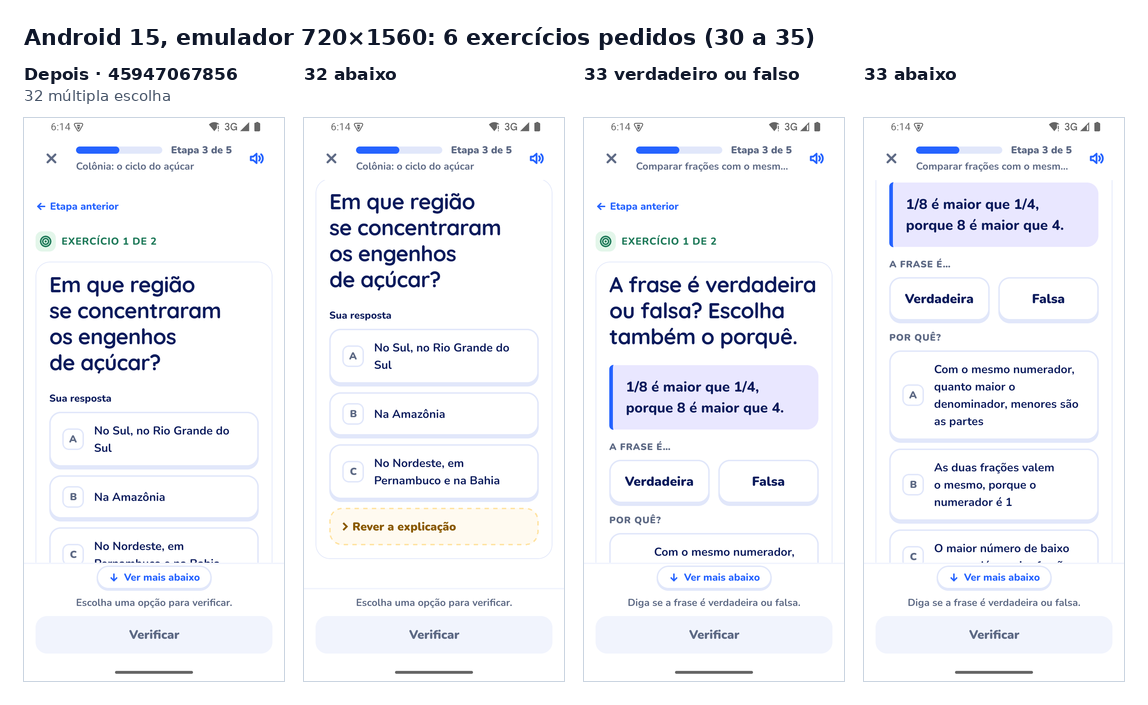 Android 15, emulador 720×1560: 6 exercícios pedidos (30 a 35)
Depois · 45947067856
32 múltipla escolha
6:14
3G
Etapa 3 de 5
Colônia: o ciclo do açúcar
← Etapa anterior
EXERCÍCIO 1 DE 2
Em que região
se concentraram
os engenhos
de açúcar?
Sua resposta
A
No Sul, no Rio Grande do
Sul
B
Na Amazônia
C
No Nordeste, em
Pernambuco e na Bahia
↓ Ver mais abaixo
Escolha uma opção para verificar.
Verificar
32 abaixo
6:14
3G
Etapa 3 de 5
Colônia: o ciclo do açúcar
Em que região
se concentraram
os engenhos
de açúcar?
Sua resposta
A
No Sul, no Rio Grande do
Sul
B
Na Amazônia
C
No Nordeste, em
Pernambuco e na Bahia
Rever a explicação
Escolha uma opção para verificar.
Verificar
33 verdadeiro ou falso
6:14
3G
Etapa 3 de 5
Comparar frações com o mesm...
← Etapa anterior
EXERCÍCIO 1 DE 2
A frase é verdadeira
ou falsa? Escolha
também o porquê.
1/8 é maior que 1/4,
porque 8 é maior que 4.
A FRASE É...
Verdadeira
Falsa
POR QUÊ?
Com o mesmo numerador,
↓ Ver mais abaixo
Diga se a frase é verdadeira ou falsa.
Verificar
33 abaixo
6:14
3G
Etapa 3 de 5
Comparar frações com o mesm...
1/8 é maior que 1/4,
porque 8 é maior que 4.
A FRASE É...
Verdadeira
Falsa
POR QUÊ?
A
Com o mesmo numerador,
quanto maior o
denominador, menores são
as partes
B
As duas frações valem
o mesmo, porque o
numerador é 1
C
O maior número de baixo
↓ Ver mais abaixo
Diga se a frase é verdadeira ou falsa.
Verificar